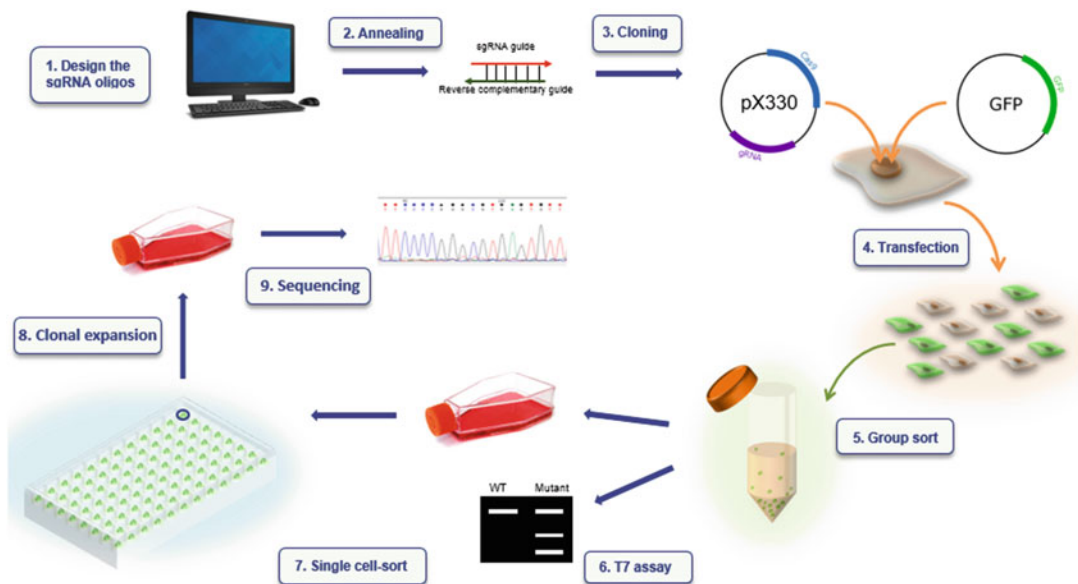 1. Design the
sgRNA oligos
2. Annealing
sgRNA guide
Reverse complementary guide
3. Cloning
Cas9
pX330
gRNA
GFP
GFP
4. Transfection
5. Group sort
WT Mutant
6. T7 assay
7. Single cell-sort
8. Clonal expansion
9. Sequencing